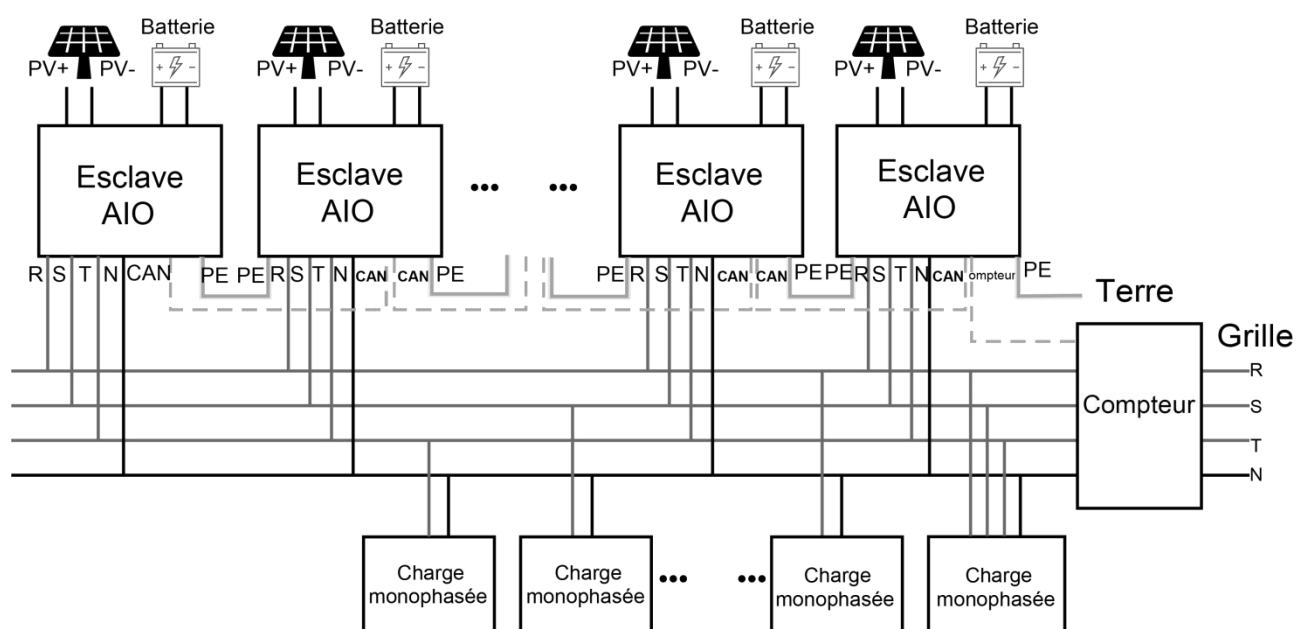 Batterie
Batterie
Batterie
Batterie
PV+ PV-
PV+ PV-
PV+ PV-
PV+ PV-
+ -
+ -
+ -
+ -
Esclave
AIO
Esclave
AIO
Esclave
AIO
Esclave
AIO
R S T N CAN PE PE R S T N CAN CAN PE PE R S T N CAN CAN PE PE R S T N CAN ompteur PE
Terre
Grille
Compteur
R
S
T
N
Charge
monophasée
Charge
monophasée
Charge
monophasée
Charge
monophasée